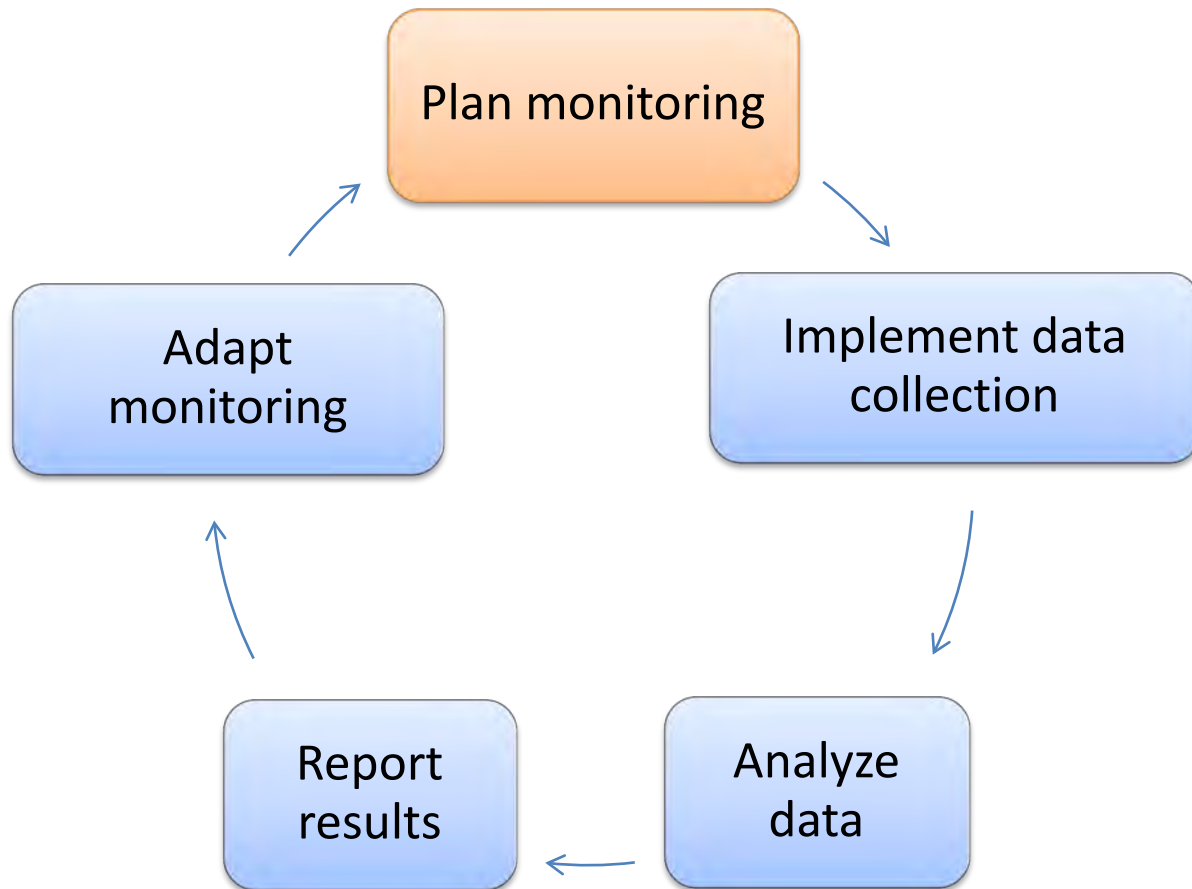 Plan monitoring
Implement data
collection
Analyze
data
Report
results
Adapt
monitoring